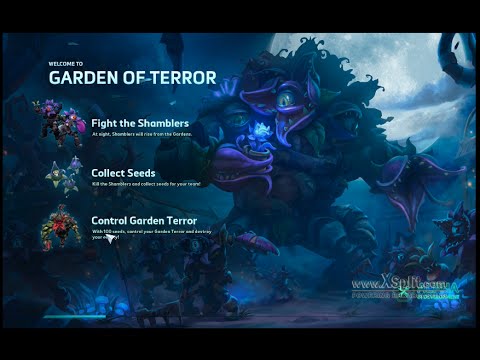 WELCOME TO
GARDEN OF TERROR
Fight the Shamblers
At night, Shamblers will rise from the Gardens.
Collect Seeds
Kill the Shamblers and collect seeds for your team!
Control Garden Terror
With 100 seeds, control your Garden Terror and destroy
your enemy!
www.XSplit.com
IN DEVELOPMENT